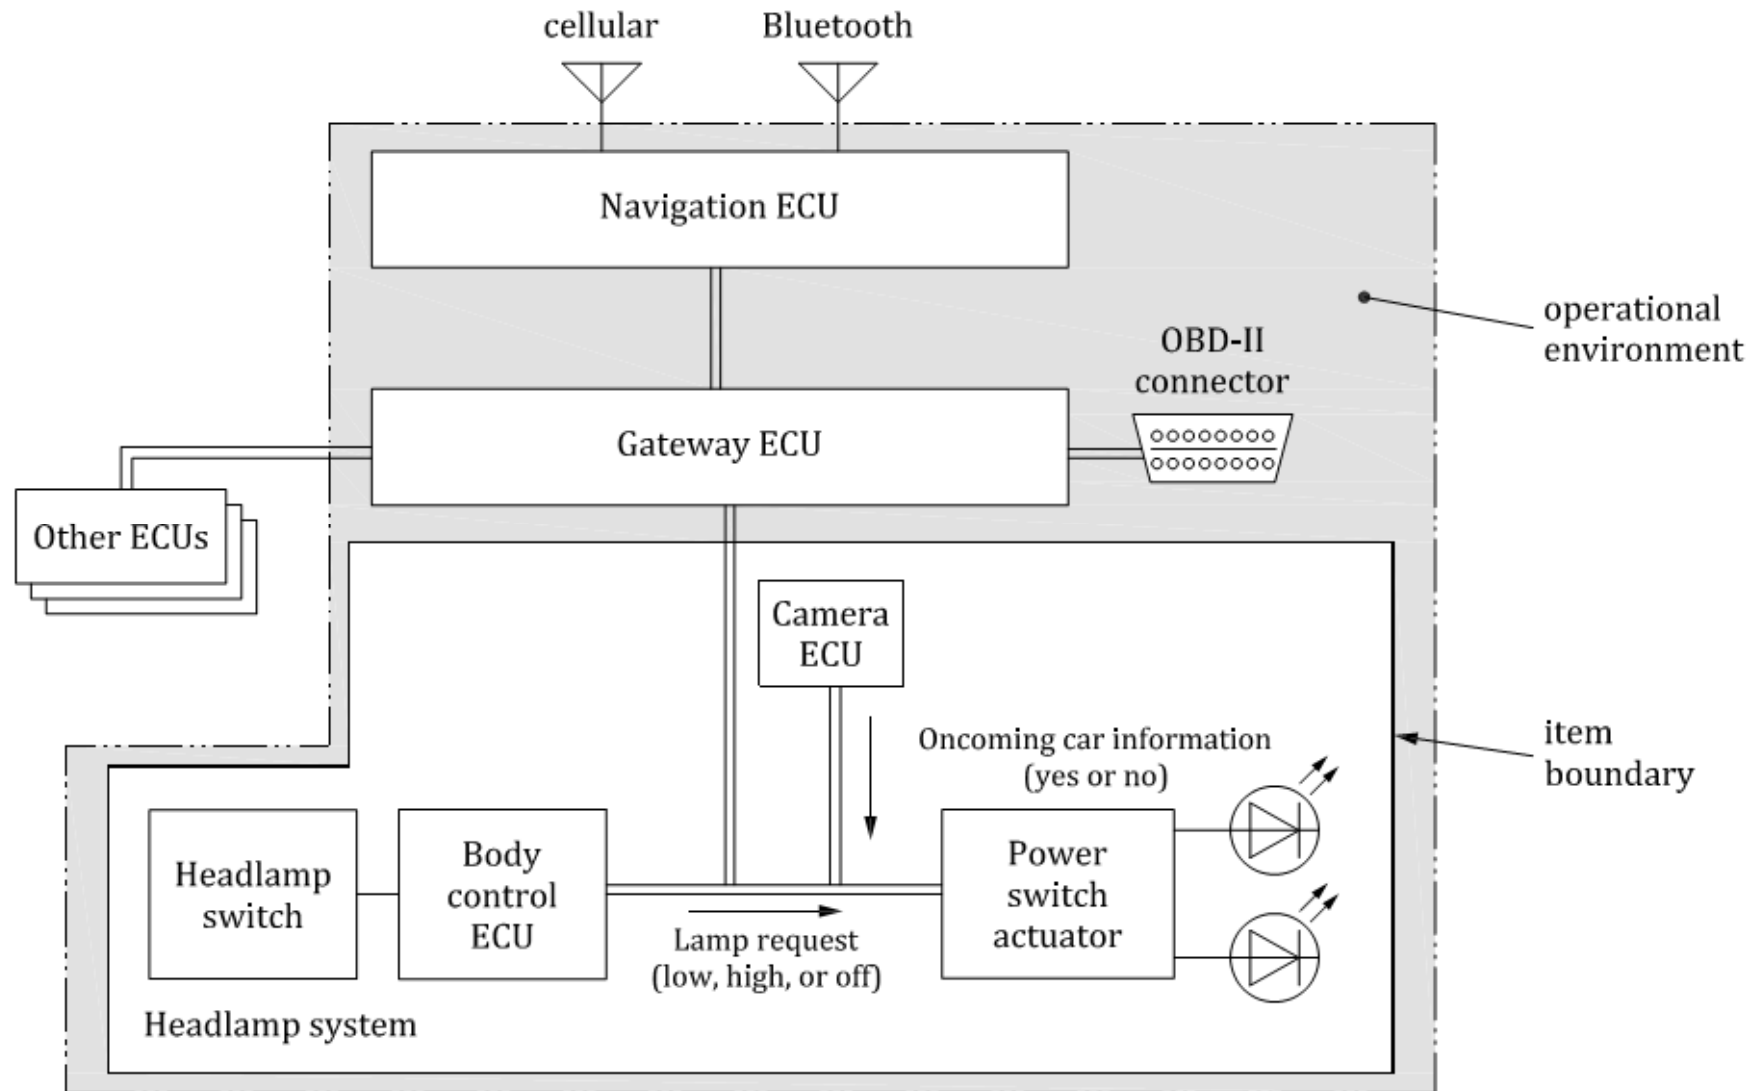 cellular
Bluetooth
Navigation ECU
operational
environment
OBD-II
connector
Gateway ECU
Other ECUs
Camera
ECU
Oncoming car information
(yes or no)
item
boundary
Headlamp
switch
Body
control
ECU
Power
switch
actuator
Lamp request
(low, high, or off)
Headlamp system